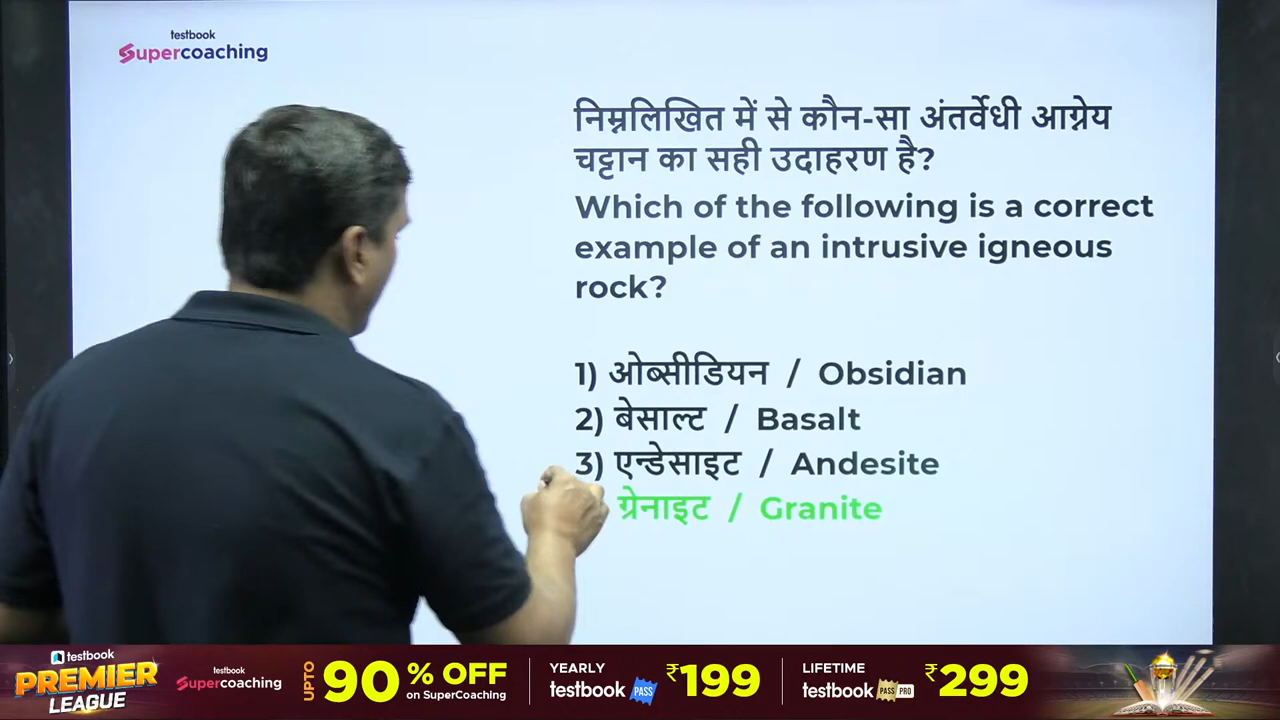 testbook
Supercoaching
निम्नलिखित में से कौन-सा अंतर्वेधी आग्नेय
चट्टान का सही उदाहरण है?
Which of the following is a correct
example of an intrusive igneous
rock?
1) ओब्सीडियन / Obsidian
2) बेसाल्ट / Basalt
3) एन्डेसाइट / Andesite
ग्रेनाइट / Granite
testbook
PREMIER
LEAGUE
testbook
Supercoaching
UPTO
90% OFF
on SuperCoaching
YEARLY
testbook PASS
₹199
LIFETIME
testbook PASS PRO
₹299